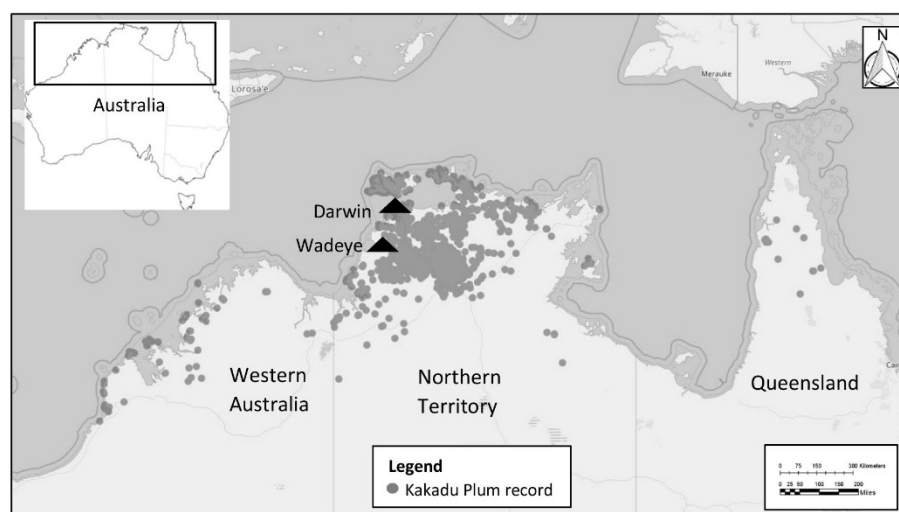 Australia
Lorosa'e
Merauke
Western
N
Darwin
Wadeye
Western
Australia
Northern
Territory
Queensland
Legend
Kakadu Plum record
0 75 150 300 Kilometers
0 25 50 100 150 200
Miles